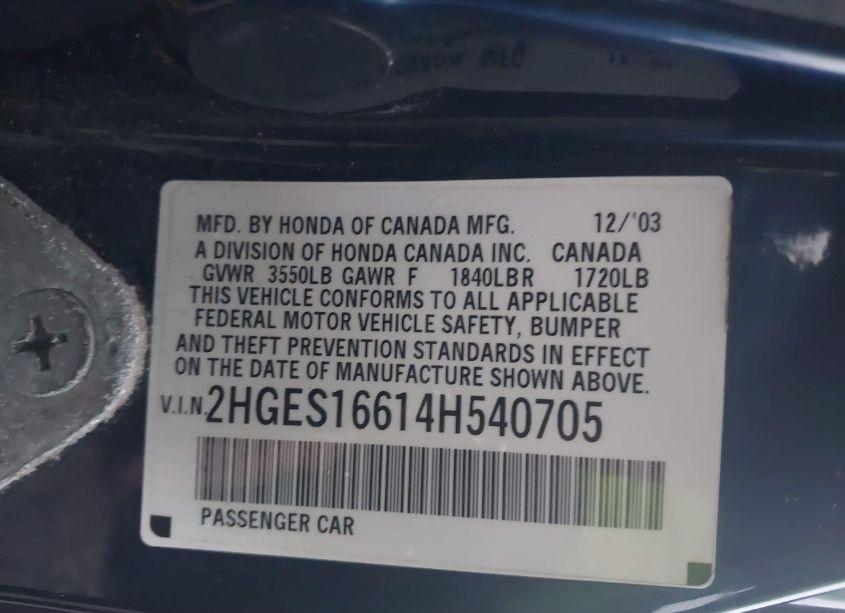 MFD. BY HONDA OF CANADA MFG. 12/'03
A DIVISION OF HONDA CANADA INC. CANADA
GVWR 3550LB GAWR F 1840LB R 1720LB
THIS VEHICLE CONFORMS TO ALL APPLICABLE
FEDERAL MOTOR VEHICLE SAFETY, BUMPER
AND THEFT PREVENTION STANDARDS IN EFFECT
ON THE DATE OF MANUFACTURE SHOWN ABOVE.
V.I.N. 2HGES16614H540705
PASSENGER CAR